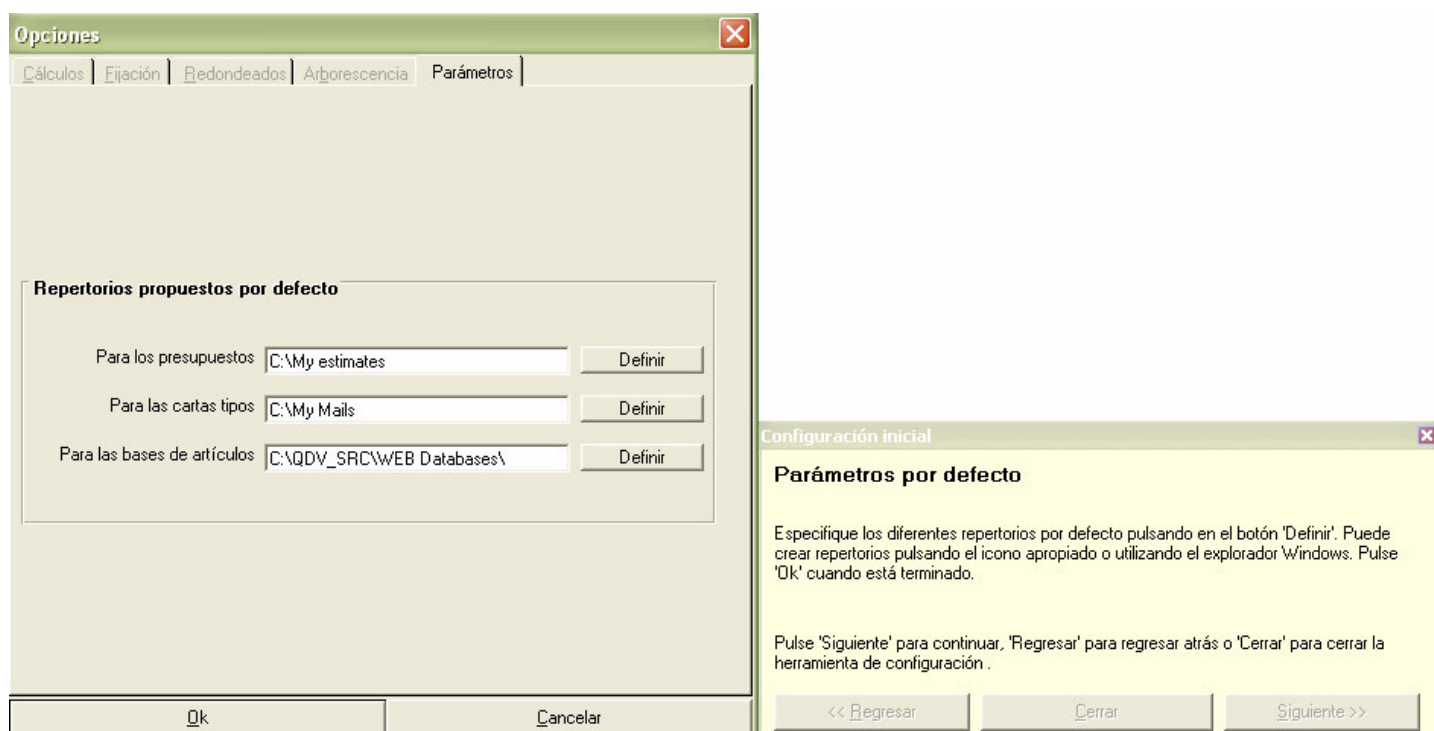 Opciones
Cálculos Fijación Redondeados Arborescencia Parámetros
Repertorios propuestos por defecto
Para los presupuestos C:\My estimates Definir
Para las cartas tipos C:\My Mails Definir
Para las bases de artículos C:\QDV_SRC\WEB Databases\ Definir
Ok Cancelar
Configuración inicial
Parámetros por defecto
Especifique los diferentes repertorios por defecto pulsando en el botón 'Definir'. Puede
crear repertorios pulsando el icono apropiado o utilizando el explorador Windows. Pulse
'Ok' cuando está terminado.
Pulse 'Siguiente' para continuar, 'Regresar' para regresar atrás o 'Cerrar' para cerrar la
herramienta de configuración .
<< Regresar Cerrar Siguiente >>